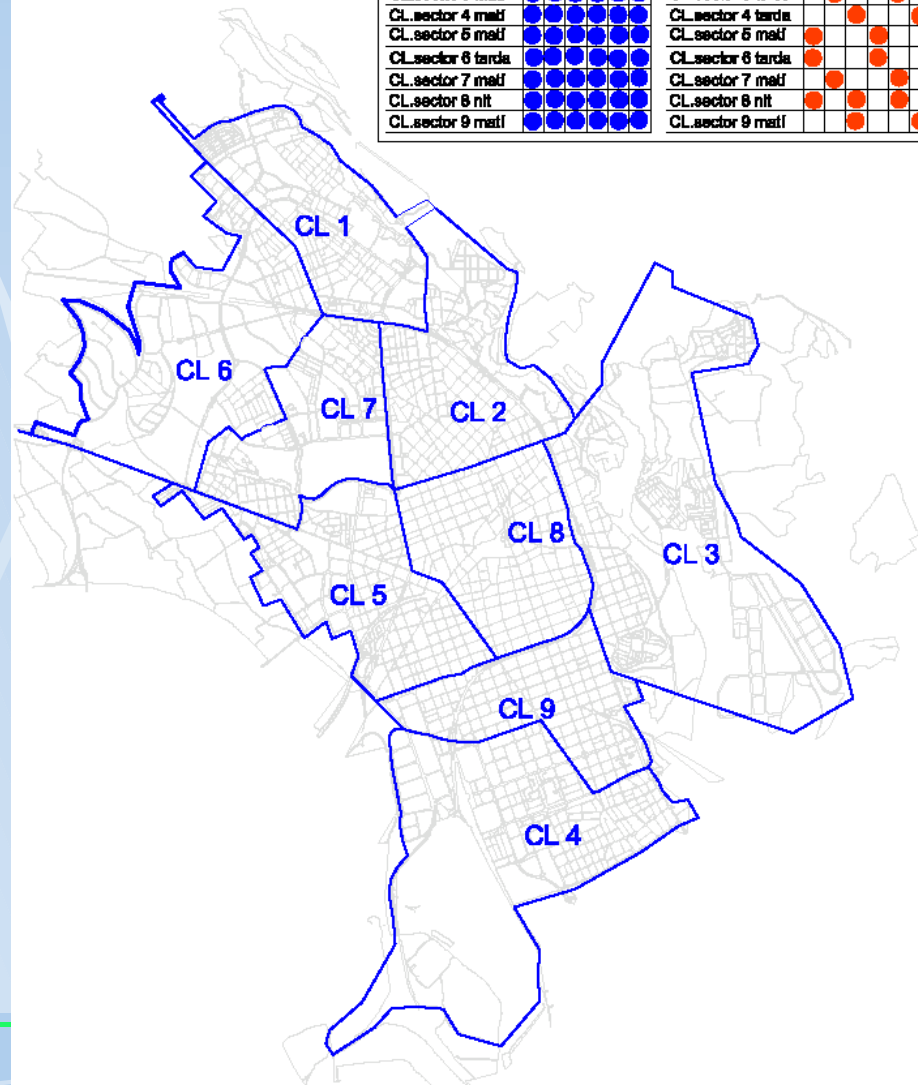 CL.sector 4 matí CL.sector 4 tarda
CL.sector 5 matí CL.sector 5 matí
CL.sector 6 tarda CL.sector 6 tarda
CL.sector 7 matí CL.sector 7 matí
CL.sector 8 nit CL.sector 8 nit
CL.sector 9 matí CL.sector 9 matí
CL 1
CL 6
CL 7
CL 2
CL 8
CL 3
CL 5
CL 9
CL 4